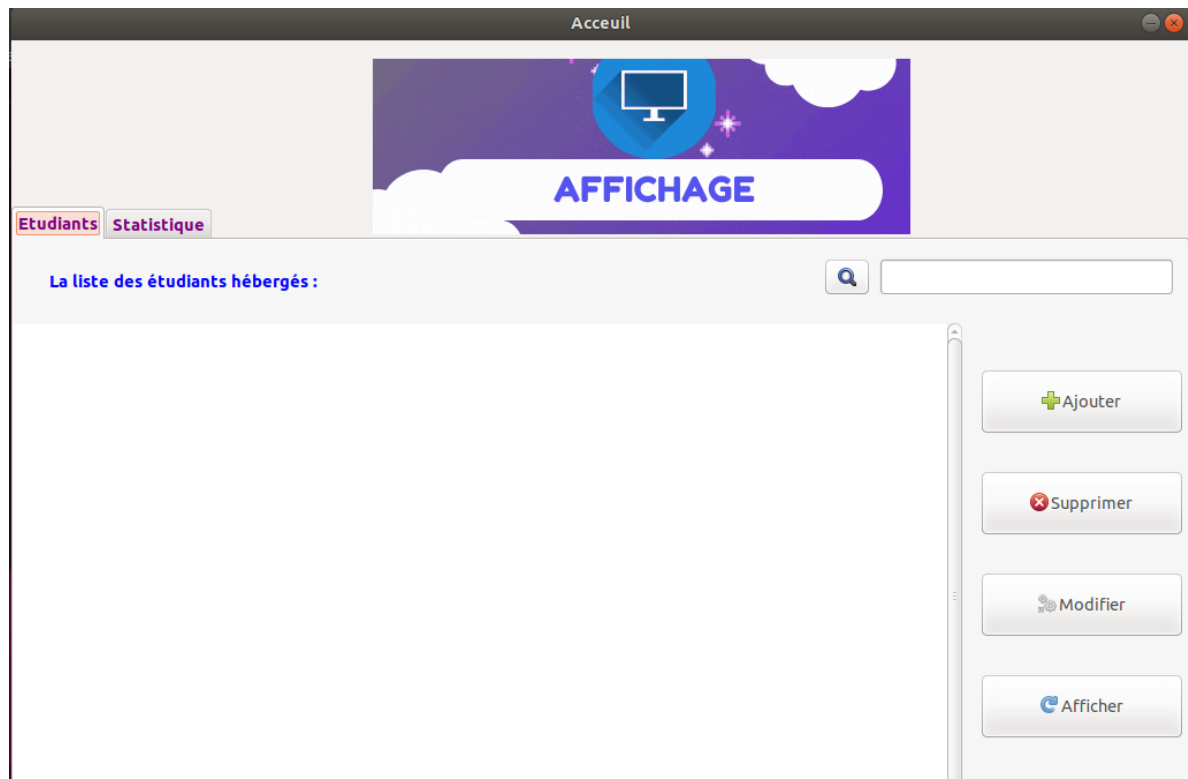 Acceuil
AFFICHAGE
Etudiants Statistique
La liste des étudiants hébergés :
Ajouter
Supprimer
Modifier
Afficher